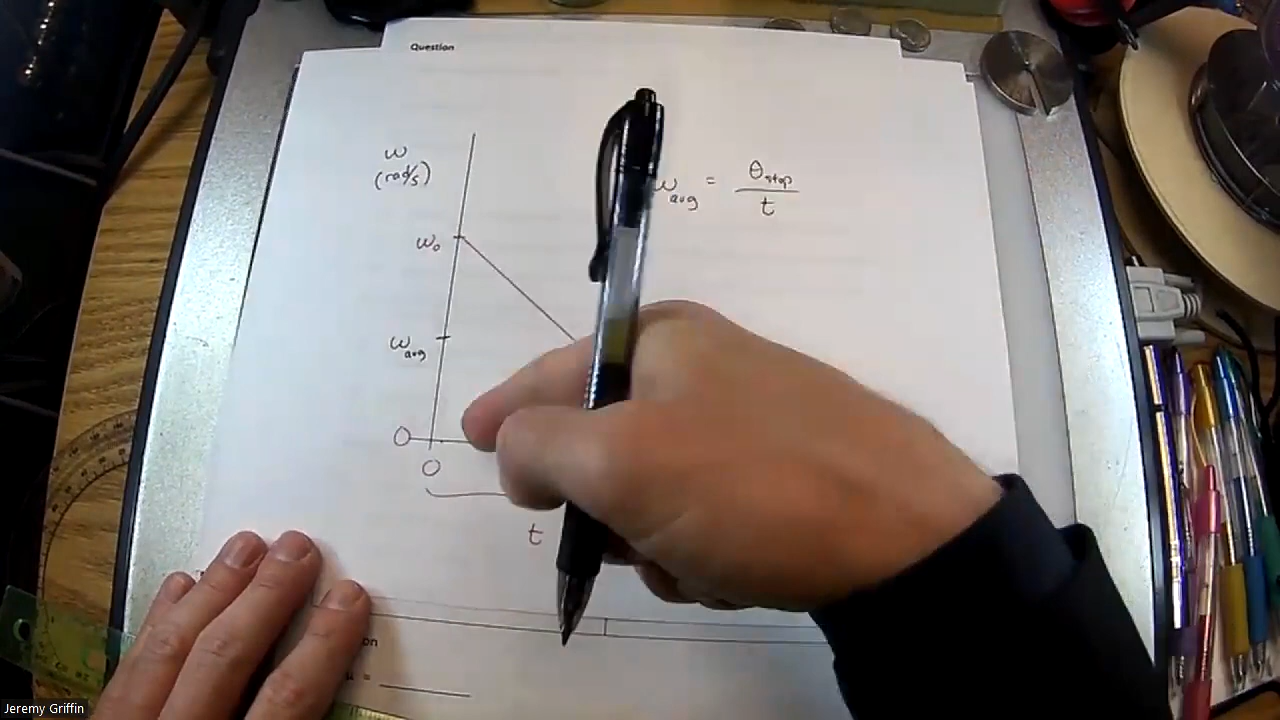 Question
ω
(rad/s)
ω₀
ω_avg
0
0
t
ω_avg = θ_stop / t
=
Jeremy Griffin